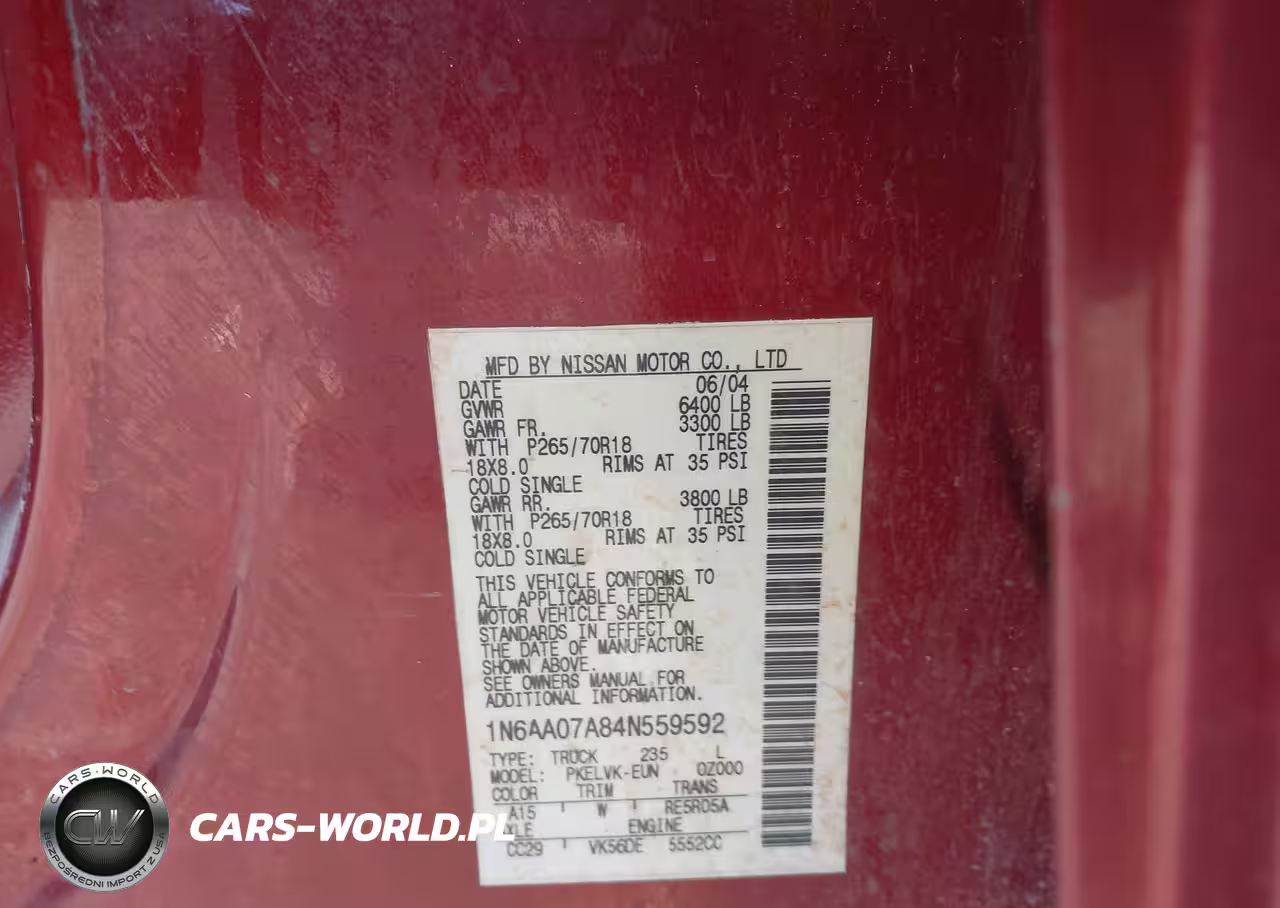 MFD BY NISSAN MOTOR CO., LTD
DATE 06/04
GVWR 6400 LB
GAWR FR. 3300 LB
WITH P265/70R18 TIRES
18X8.0 RIMS AT 35 PSI
COLD SINGLE
GAWR RR. 3800 LB
WITH P265/70R18 TIRES
18X8.0 RIMS AT 35 PSI
COLD SINGLE
THIS VEHICLE CONFORMS TO
ALL APPLICABLE FEDERAL
MOTOR VEHICLE SAFETY
STANDARDS IN EFFECT ON
THE DATE OF MANUFACTURE
SHOWN ABOVE.
SEE OWNERS MANUAL FOR
ADDITIONAL INFORMATION.
1N6AA07A84N559592
TYPE: TRUCK 235 L
MODEL: PKELVK-EUN 0Z000
COLOR TRIM TRANS
A15 W RE5R05A
ENGINE
CC29 VK56DE 5552CC
CARS-WORLD
CW
BEZPOŚREDNI IMPORT Z USA
CARS-WORLD.PL